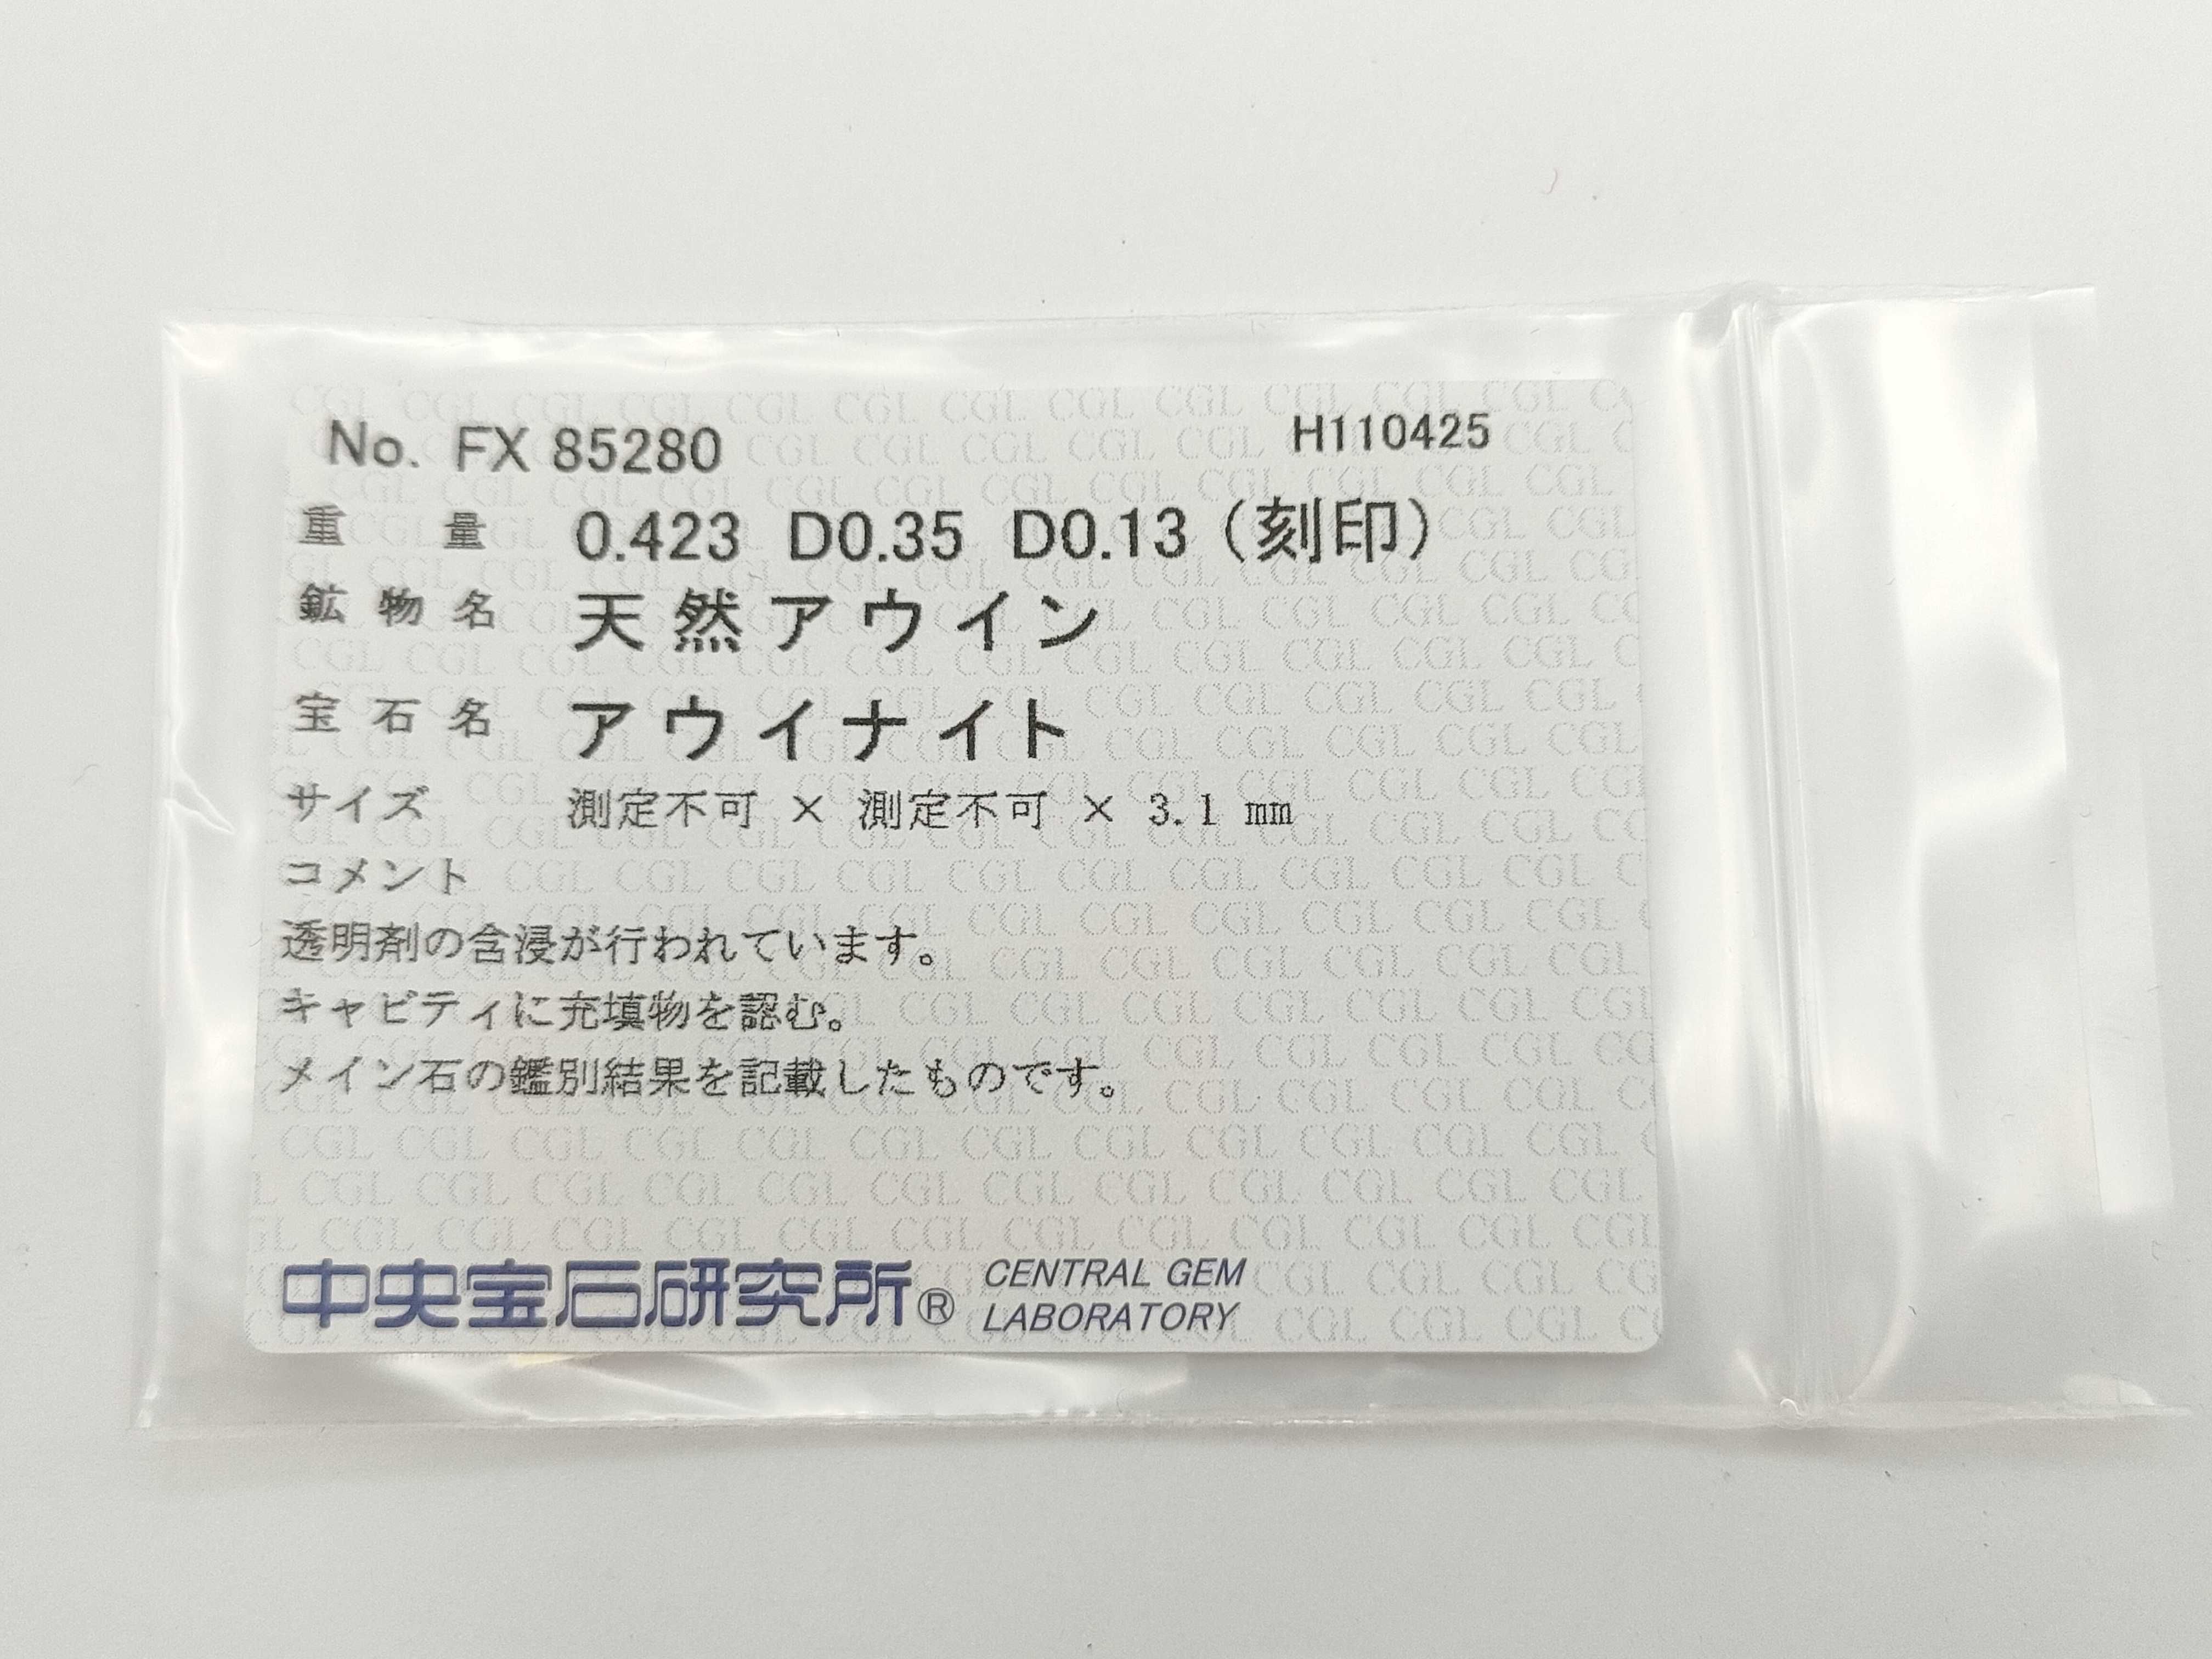 No. FX 85280 H110425
重量 0.423 D0.35 D0.13 (刻印)
鉱物名 天然アウイン
宝石名 アウイナイト
サイズ 測定不可 × 測定不可 × 3.1 mm
コメント
透明剤の含浸が行われています。
キャビティに充填物を認む。
メイン石の鑑別結果を記載したものです。
中央宝石研究所® CENTRAL GEM
LABORATORY